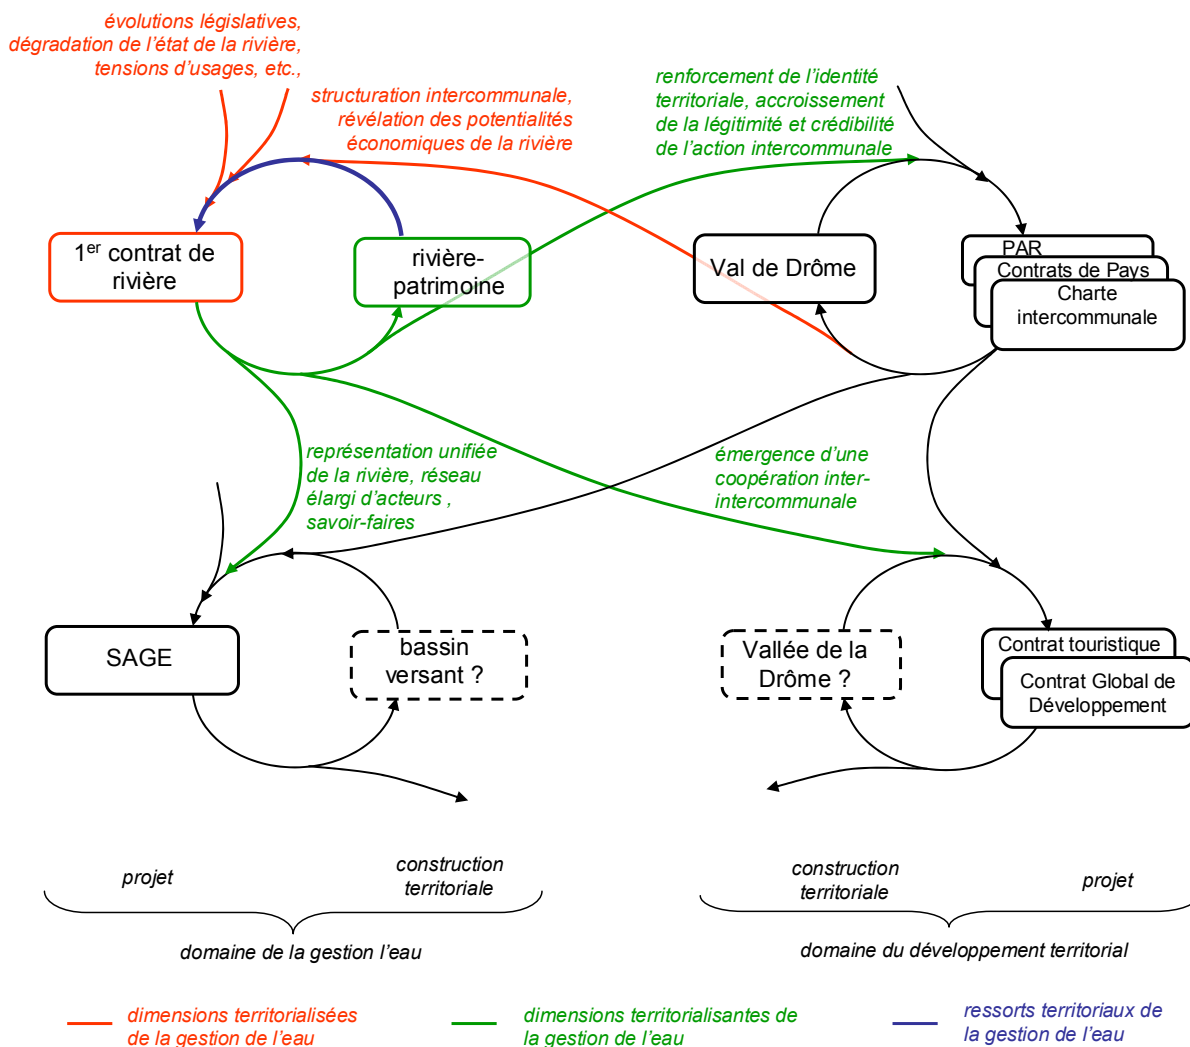 évolutions législatives,
dégradation de l'état de la rivière,
tensions d'usages, etc.,
structuration intercommunale,
révélation des potentialités
économiques de la rivière
renforcement de l'identité
territoriale, accroissement
de la légitimité et crédibilité
de l'action intercommunale
1er contrat de
rivière
rivière-
patrimoine
Val de Drôme
PAR
Contrats de Pays
Charte
intercommunale
représentation unifiée
de la rivière, réseau
élargi d'acteurs ,
savoir-faires
émergence d'une
coopération inter-
intercommunale
SAGE
bassin
versant ?
Vallée de la
Drôme ?
Contrat touristique
Contrat Global de
Développement
projet
construction
territoriale
construction
territoriale
projet
domaine de la gestion l'eau
domaine du développement territorial
dimensions territorialisées
de la gestion de l'eau
dimensions territorialisantes de
la gestion de l'eau
ressorts territoriaux de
la gestion de l'eau